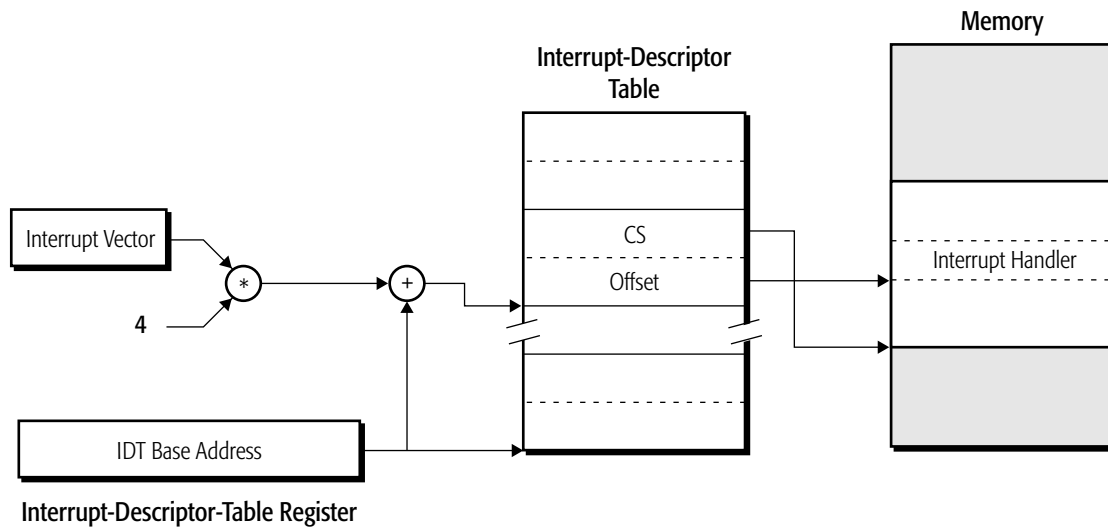 Memory
Interrupt-Descriptor
Table
Interrupt Vector
CS
Interrupt Handler
*
+
Offset
4
IDT Base Address
Interrupt-Descriptor-Table Register